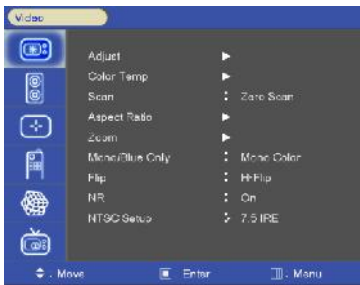 Video
Adjust
Color Temp
Scan : Zero Scan
Aspect Ratio
Zoom
Mono/Blue Only : Mono Color
Flip : H-Flip
NR : On
NTSC Setup : 7.5 IRE
: Move Enter : Menu